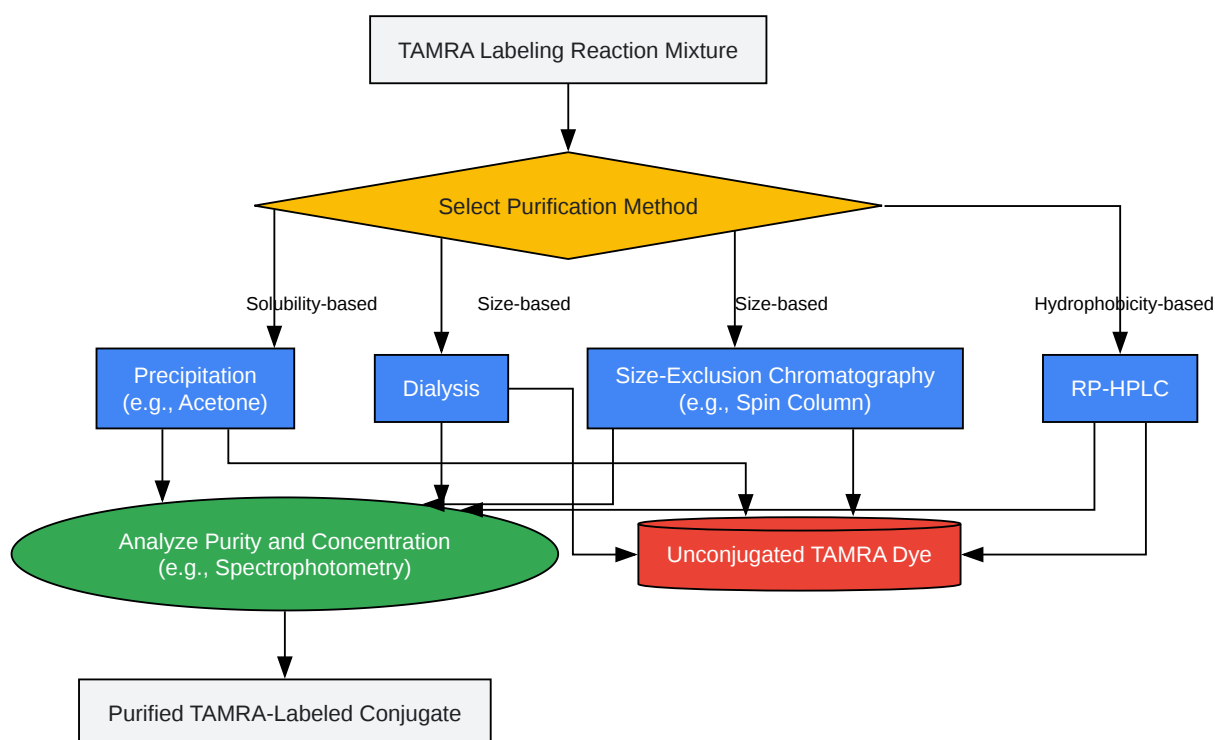 TAMRA Labeling Reaction Mixture
Select Purification Method
Solubility-based
Size-based
Size-based
Hydrophobicity-based
Precipitation
(e.g., Acetone)
Dialysis
Size-Exclusion Chromatography
(e.g., Spin Column)
RP-HPLC
Analyze Purity and Concentration
(e.g., Spectrophotometry)
Unconjugated TAMRA Dye
Purified TAMRA-Labeled Conjugate